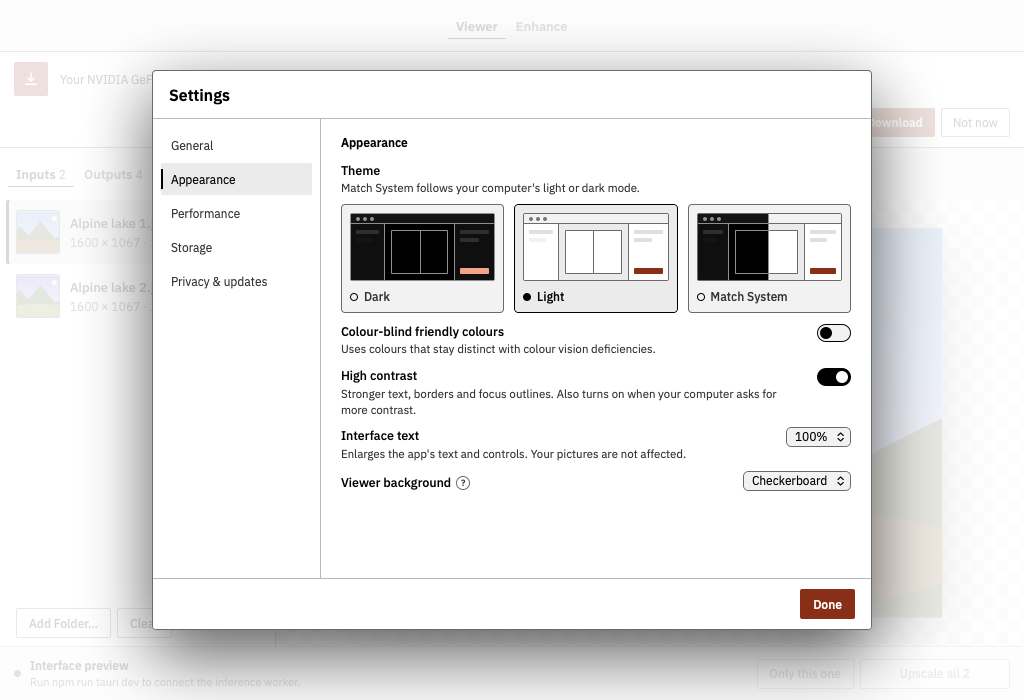 Viewer Enhance
Your NVIDIA GeF
Download Not now
Inputs 2 Outputs 4
Alpine lake 1.
1600 × 1067 ·
Alpine lake 2.
1600 × 1067 ·
Settings
General
Appearance
Performance
Storage
Privacy & updates
Appearance
Theme
Match System follows your computer's light or dark mode.
Dark
Light
Match System
Colour-blind friendly colours
Uses colours that stay distinct with colour vision deficiencies.
High contrast
Stronger text, borders and focus outlines. Also turns on when your computer asks for
more contrast.
Interface text
100%
Enlarges the app's text and controls. Your pictures are not affected.
Viewer background ?
Checkerboard
Done
Add Folder...
Clea
Interface preview
Run npm run tauri dev to connect the inference worker.
Only this one
Upscale all 2